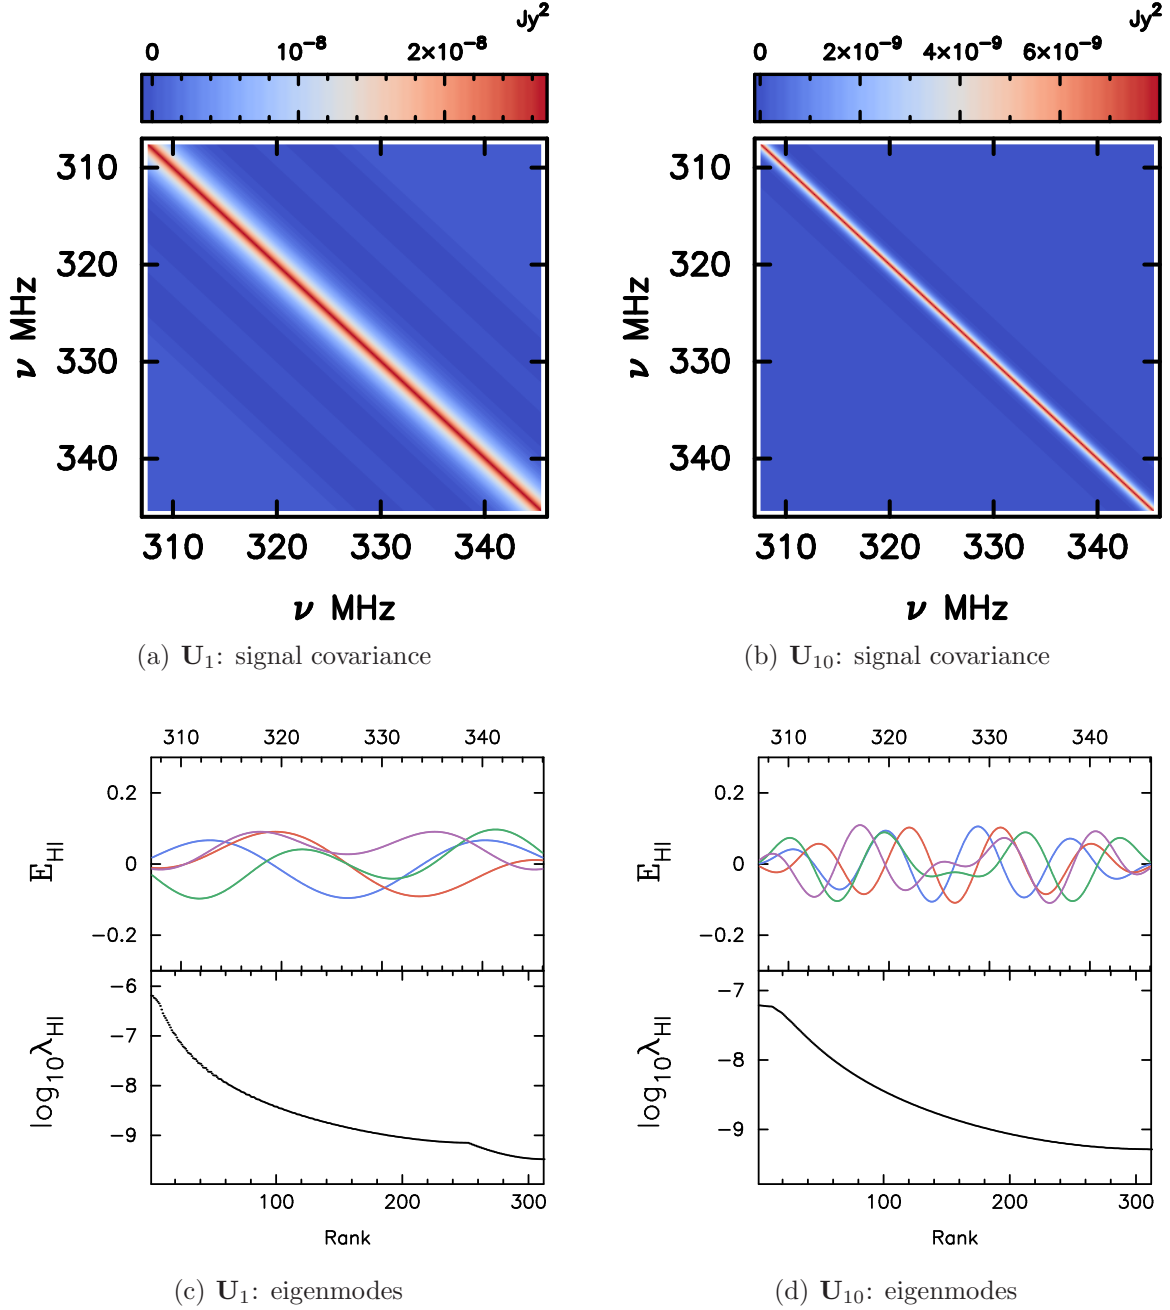 Jy²
0 10⁻⁸ 2×10⁻⁸
310
320
330
340
ν MHz
310 320 330 340
ν MHz
(a) U₁: signal covariance
Jy²
0 2×10⁻⁹ 4×10⁻⁹ 6×10⁻⁹
310
320
330
340
ν MHz
310 320 330 340
ν MHz
(b) U₁₀: signal covariance
310 320 330 340
0.2
0
−0.2
E_HI
−6
−7
−8
−9
log₁₀λ_HI
100 200 300
Rank
(c) U₁: eigenmodes
310 320 330 340
0.2
0
−0.2
E_HI
−7
−8
−9
log₁₀λ_HI
100 200 300
Rank
(d) U₁₀: eigenmodes